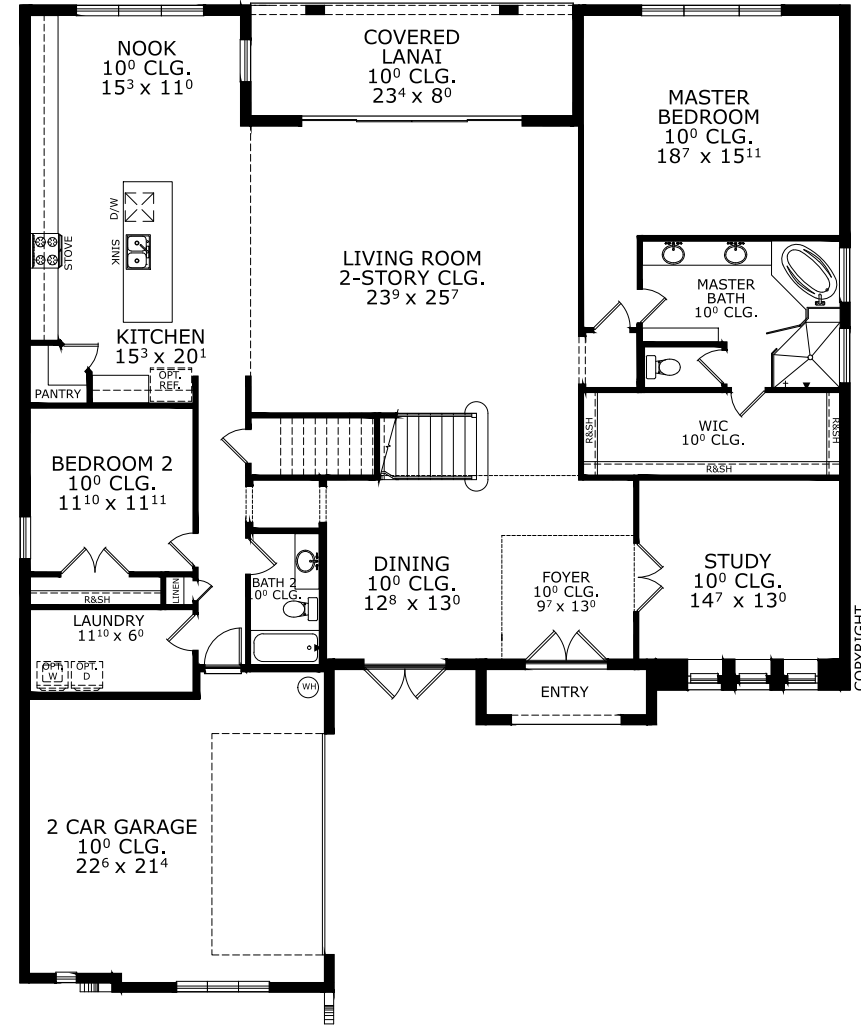 NOOK
10⁰ CLG.
15³ x 11⁰
COVERED
LANAI
10⁰ CLG.
23⁴ x 8⁰
MASTER
BEDROOM
10⁰ CLG.
18⁷ x 15¹¹
D/W
SINK
STOVE
LIVING ROOM
2-STORY CLG.
23⁹ x 25⁷
MASTER
BATH
10⁰ CLG.
KITCHEN
15³ x 20¹
OPT.
REF.
PANTRY
R&SH
WIC
10⁰ CLG.
R&SH
R&SH
BEDROOM 2
10⁰ CLG.
11¹⁰ x 11¹¹
R&SH
LINEN
BATH 2
10⁰ CLG.
DINING
10⁰ CLG.
12⁸ x 13⁰
FOYER
10⁰ CLG.
9⁷ x 13⁰
STUDY
10⁰ CLG.
14⁷ x 13⁰
LAUNDRY
11¹⁰ x 6⁰
OPT.
W
OPT.
D
WH
ENTRY
COPYRIGHT
2 CAR GARAGE
10⁰ CLG.
22⁶ x 21⁴